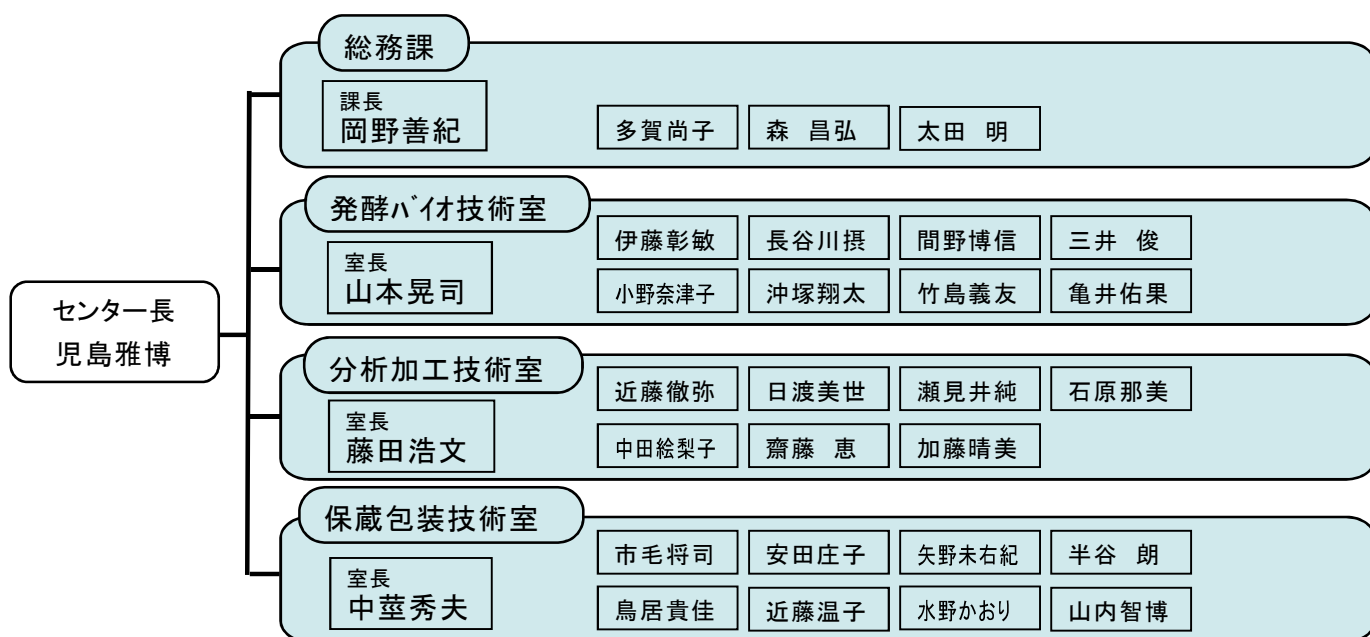 総務課
課長
岡野善紀
多賀尚子 森 昌弘 太田 明
発酵バイオ技術室
室長
山本晃司
伊藤彰敏 長谷川摂 間野博信 三井 俊
小野奈津子 沖塚翔太 竹島義友 亀井佑果
センター長
児島雅博
分析加工技術室
室長
藤田浩文
近藤徹弥 日渡美世 瀬見井純 石原那美
中田絵梨子 齋藤 恵 加藤晴美
保蔵包装技術室
室長
中莖秀夫
市毛将司 安田庄子 矢野未右紀 半谷 朗
鳥居貴佳 近藤温子 水野かおり 山内智博